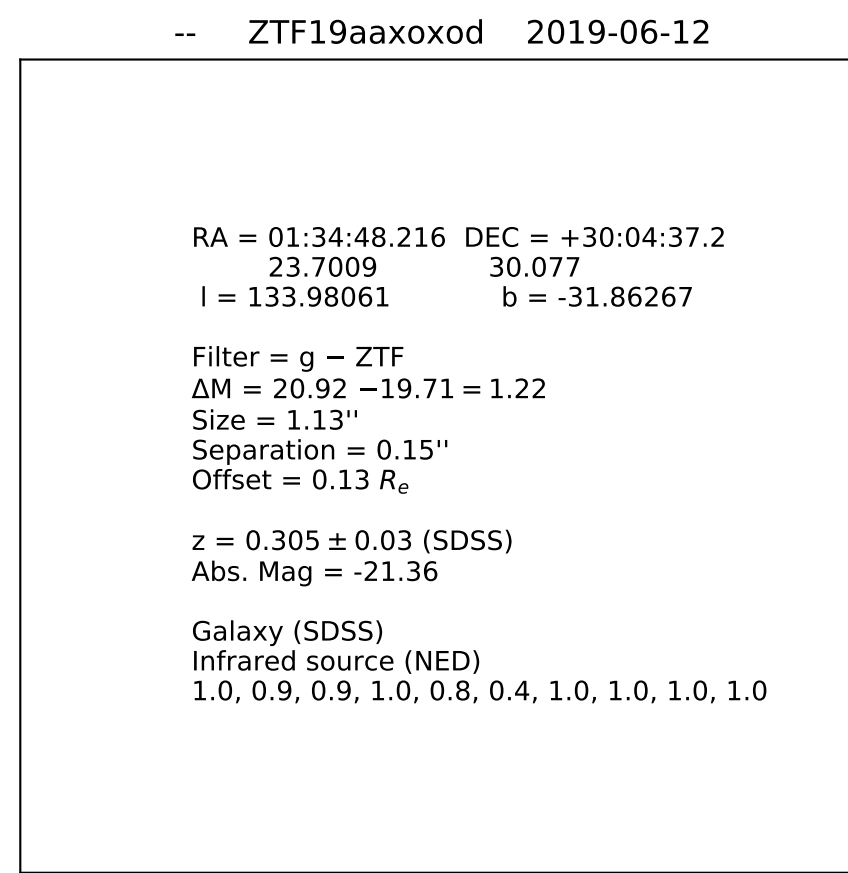 -- ZTF19aaxoxod 2019-06-12
RA = 01:34:48.216 DEC = +30:04:37.2
23.7009 30.077
l = 133.98061 b = -31.86267
Filter = g − ZTF
ΔM = 20.92 −19.71 = 1.22
Size = 1.13''
Separation = 0.15''
Offset = 0.13 Rₑ
z = 0.305 ± 0.03 (SDSS)
Abs. Mag = -21.36
Galaxy (SDSS)
Infrared source (NED)
1.0, 0.9, 0.9, 1.0, 0.8, 0.4, 1.0, 1.0, 1.0, 1.0